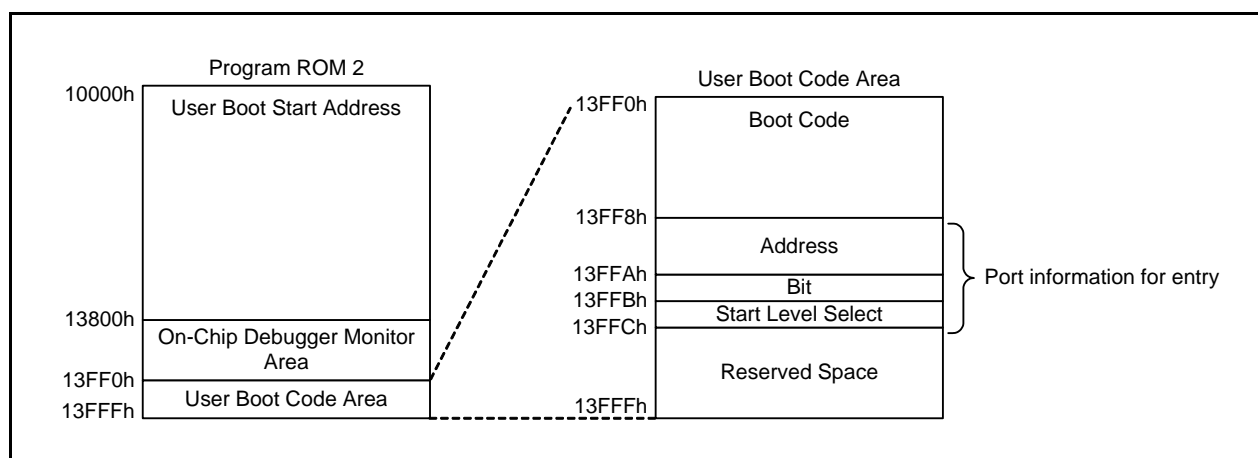 Program ROM 2
10000h
User Boot Start Address
13800h
On-Chip Debugger Monitor
Area
13FF0h
User Boot Code Area
13FFFh
User Boot Code Area
13FF0h
Boot Code
13FF8h
Address
13FFAh
Bit
13FFBh
Start Level Select
13FFCh
Reserved Space
13FFFh
Port information for entry